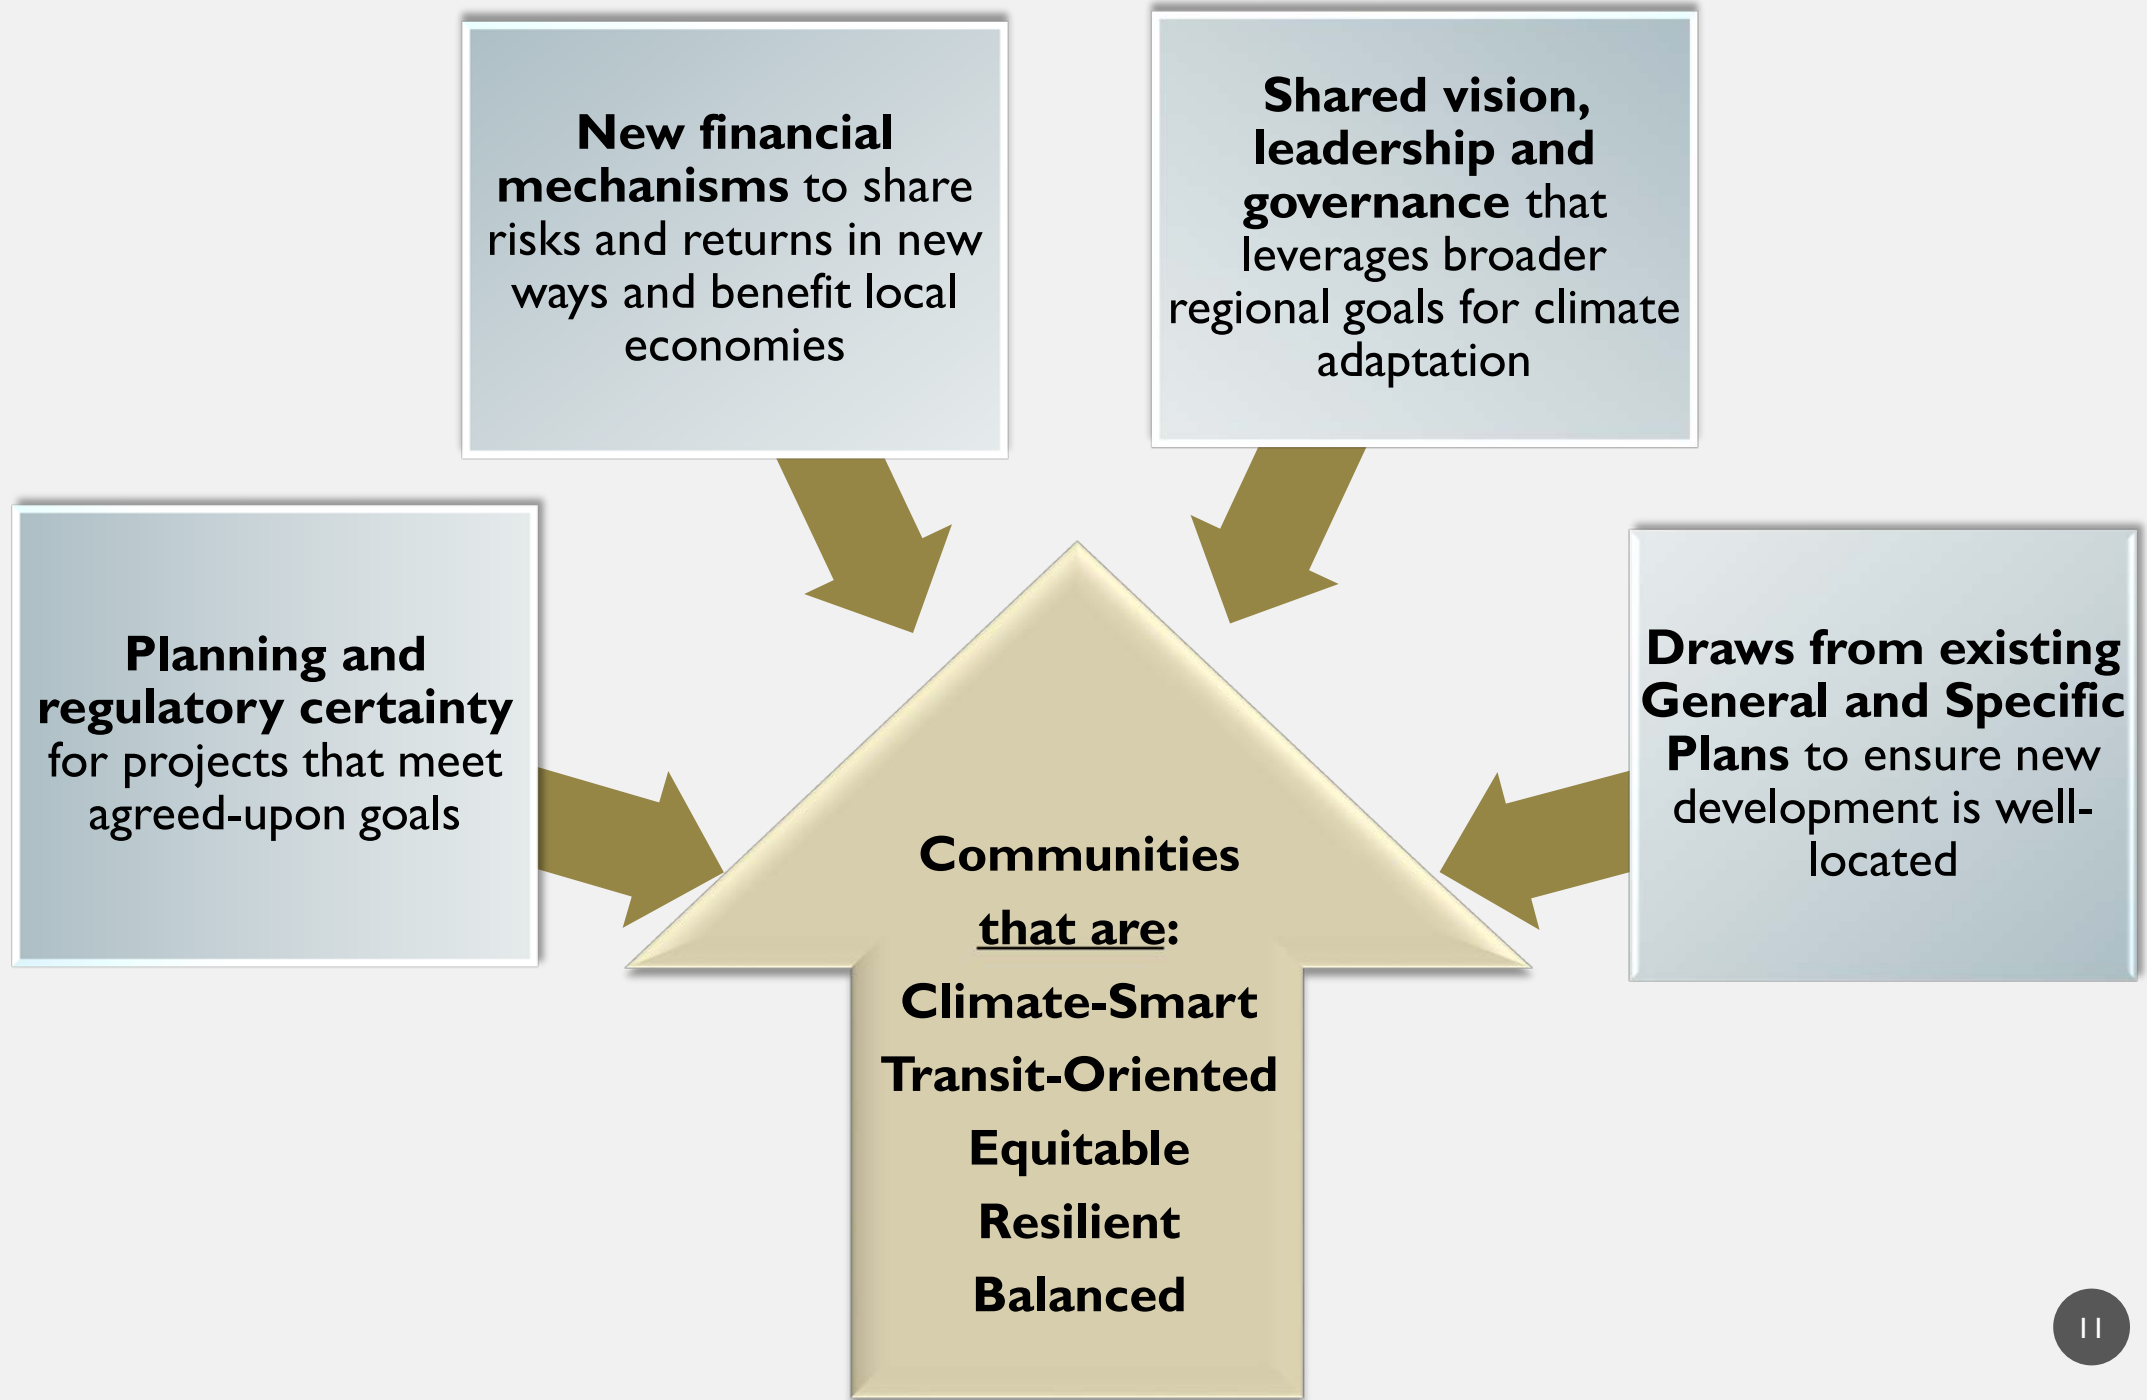 New financial
mechanisms to share
risks and returns in new
ways and benefit local
economies
Shared vision,
leadership and
governance that
leverages broader
regional goals for climate
adaptation
Planning and
regulatory certainty
for projects that meet
agreed-upon goals
Draws from existing
General and Specific
Plans to ensure new
development is well-
located
Communities
that are:
Climate-Smart
Transit-Oriented
Equitable
Resilient
Balanced
11